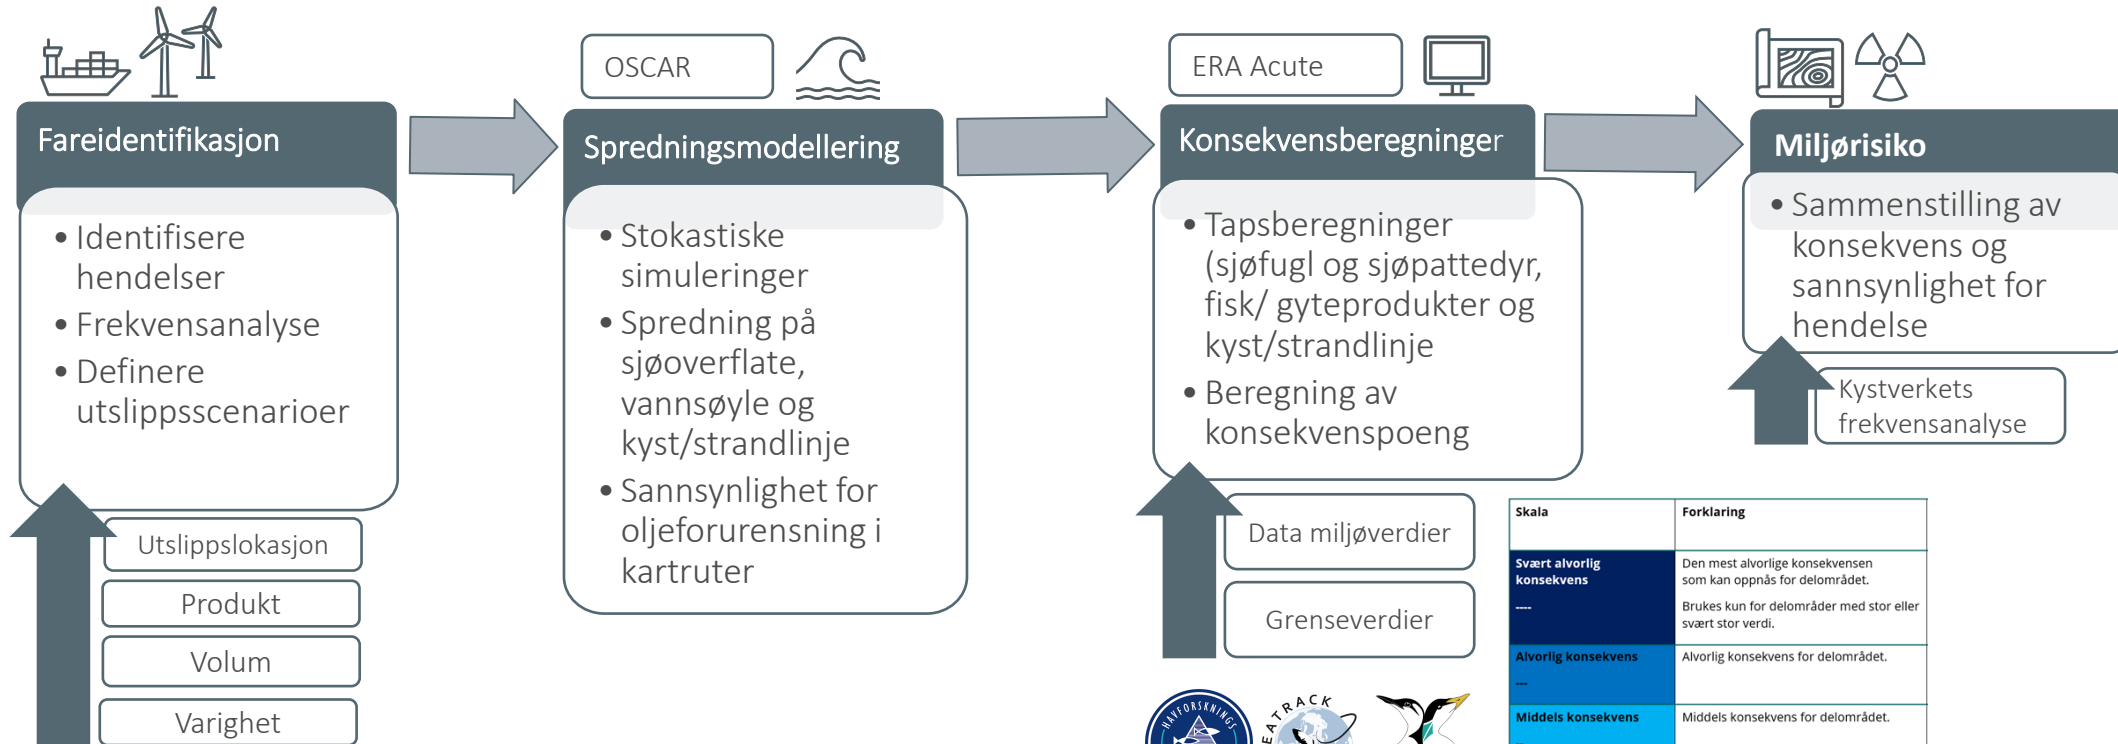 Fareidentifikasjon
• Identifisere
hendelser
• Frekvensanalyse
• Definere
utslippsscenarioer
Utslippslokasjon
Produkt
Volum
Varighet
OSCAR
Spredningsmodellering
• Stokastiske
simuleringer
• Spredning på
sjøoverflate,
vannsøyle og
kyst/strandlinje
• Sannsynlighet for
oljeforurensning i
kartruter
ERA Acute
Konsekvensberegninger
• Tapsberegninger
(sjøfugl og sjøpattedyr,
fisk/ gyteprodukter og
kyst/strandlinje
• Beregning av
konsekvenspoeng
Data miljøverdier
Grenseverdier
HAVFORSKNINGS
EATRACK
Miljørisiko
• Sammenstilling av
konsekvens og
sannsynlighet for
hendelse
Kystverkets
frekvensanalyse
Skala
Forklaring
Svært alvorlig
konsekvens
----
Den mest alvorlige konsekvensen
som kan oppnås for delområdet.
Brukes kun for delområder med stor eller
svært stor verdi.
Alvorlig konsekvens
---
Alvorlig konsekvens for delområdet.
Middels konsekvens
Middels konsekvens for delområdet.